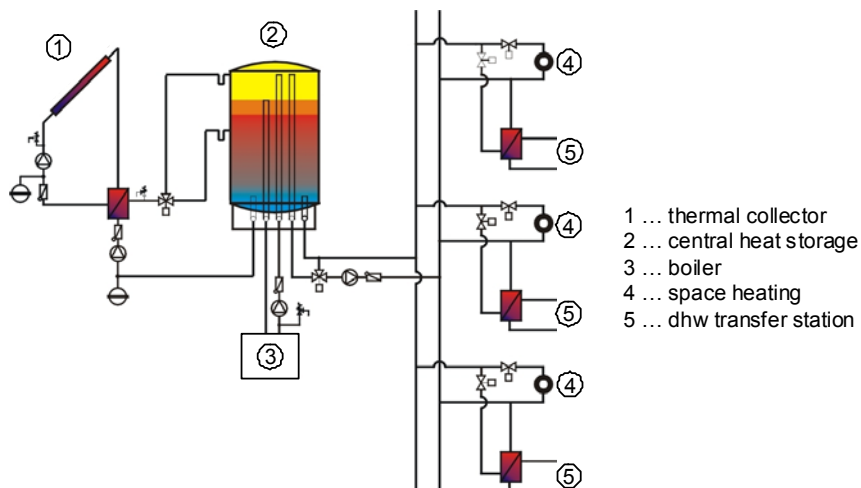 1
2
4
5
4
5
3
4
5
1 ... thermal collector
2 ... central heat storage
3 ... boiler
4 ... space heating
5 ... dhw transfer station